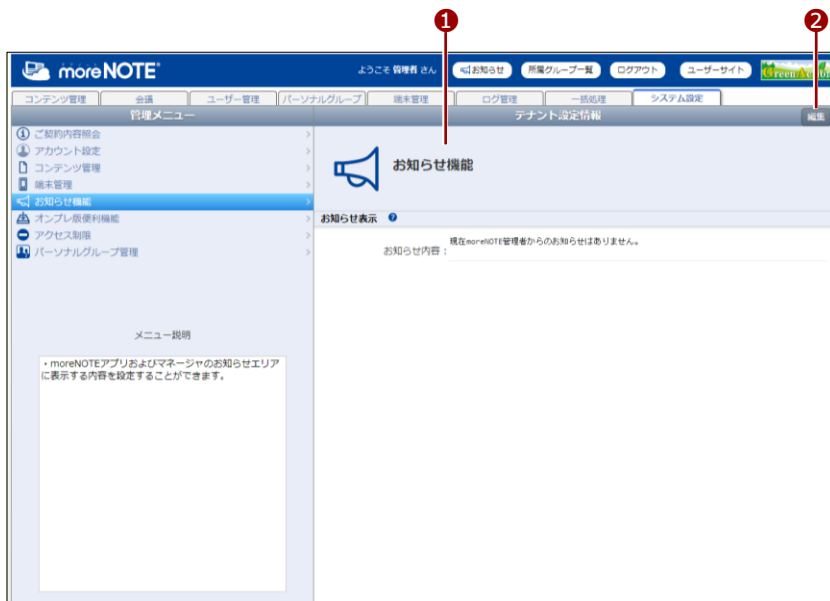 ❶ ❷
moreNOTE
ようこそ 管理者 さん お知らせ 所属グループ一覧 ログアウト ユーザーサイト
コンテンツ管理 会議 ユーザー管理 パーソナルグループ 端末管理 ログ管理 一括処理 システム設定
管理メニュー テナント設定情報 編集
ご契約内容照会
アカウント設定
コンテンツ管理
端末管理
お知らせ機能
オンプレ版便利機能
アクセス制限
パーソナルグループ管理
お知らせ機能
お知らせ表示
お知らせ内容：
現在moreNOTE管理者からのお知らせはありません。
メニュー説明
・moreNOTEアプリおよびマネージャのお知らせエリア
に表示する内容を設定することができます。